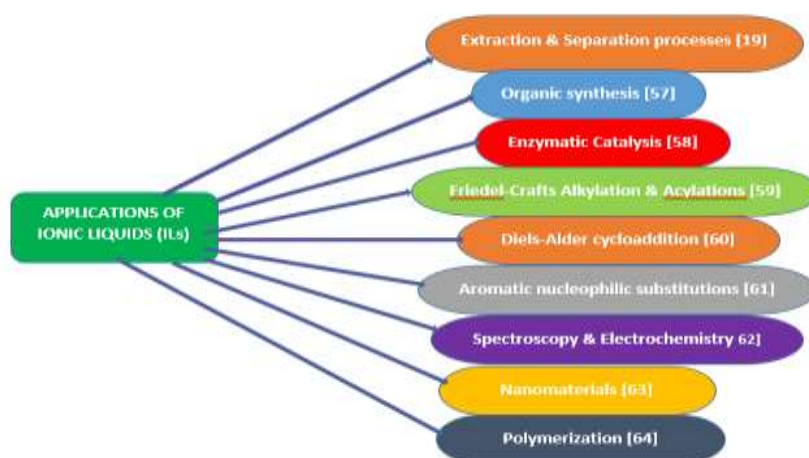 Extraction & Separation processes [19]
Organic synthesis [57]
Enzymatic Catalysis [58]
Friedel-Crafts Alkylation & Acylations [59]
APPLICATIONS OF
IONIC LIQUIDS (ILs)
Diels-Alder cycloaddition [60]
Aromatic nucleophilic substitutions [61]
Spectroscopy & Electrochemistry 62]
Nanomaterials [63]
Polymerization [64]